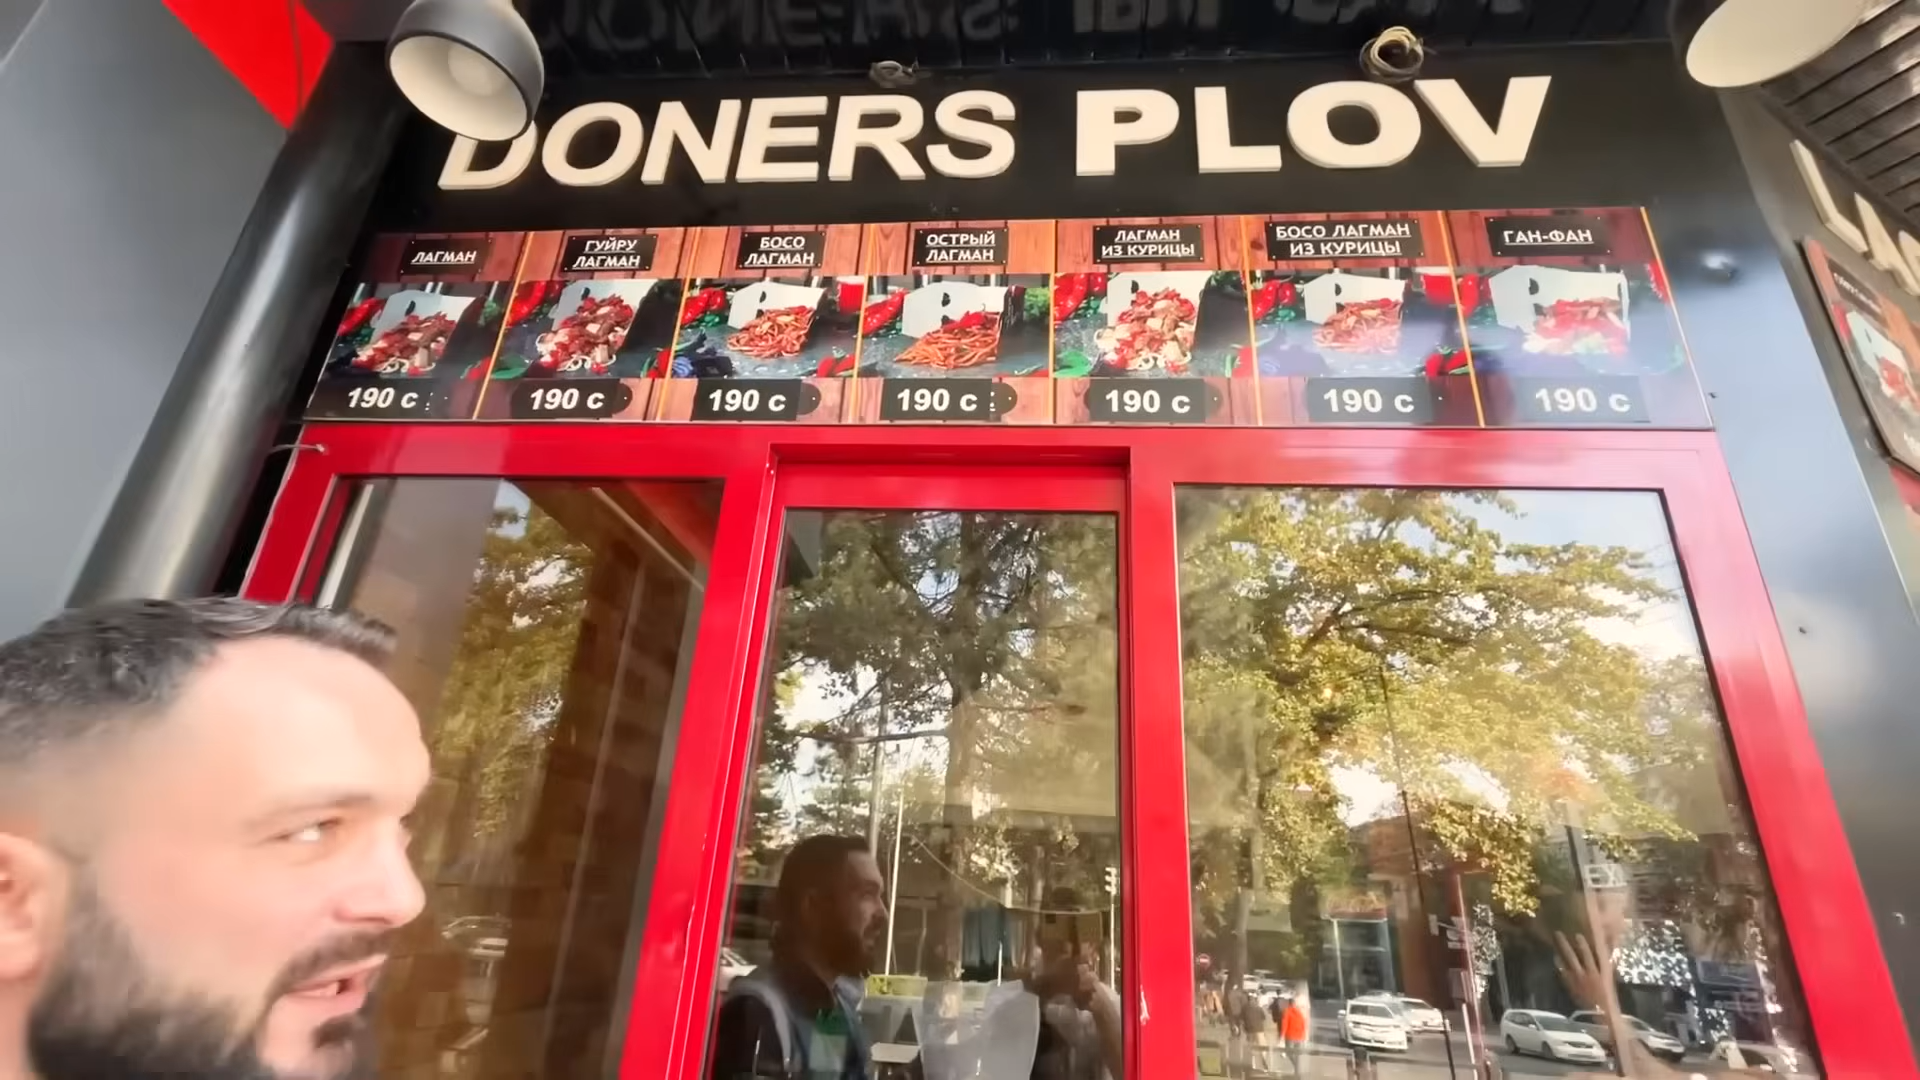 DONERS PLOV
ЛАГМАН
ГУЙРУ
ЛАГМАН
БОСО
ЛАГМАН
ОСТРЫЙ
ЛАГМАН
ЛАГМАН
ИЗ КУРИЦЫ
БОСО ЛАГМАН
ИЗ КУРИЦЫ
ГАН-ФАН
190 с
190 с
190 с
190 с
190 с
190 с
190 с